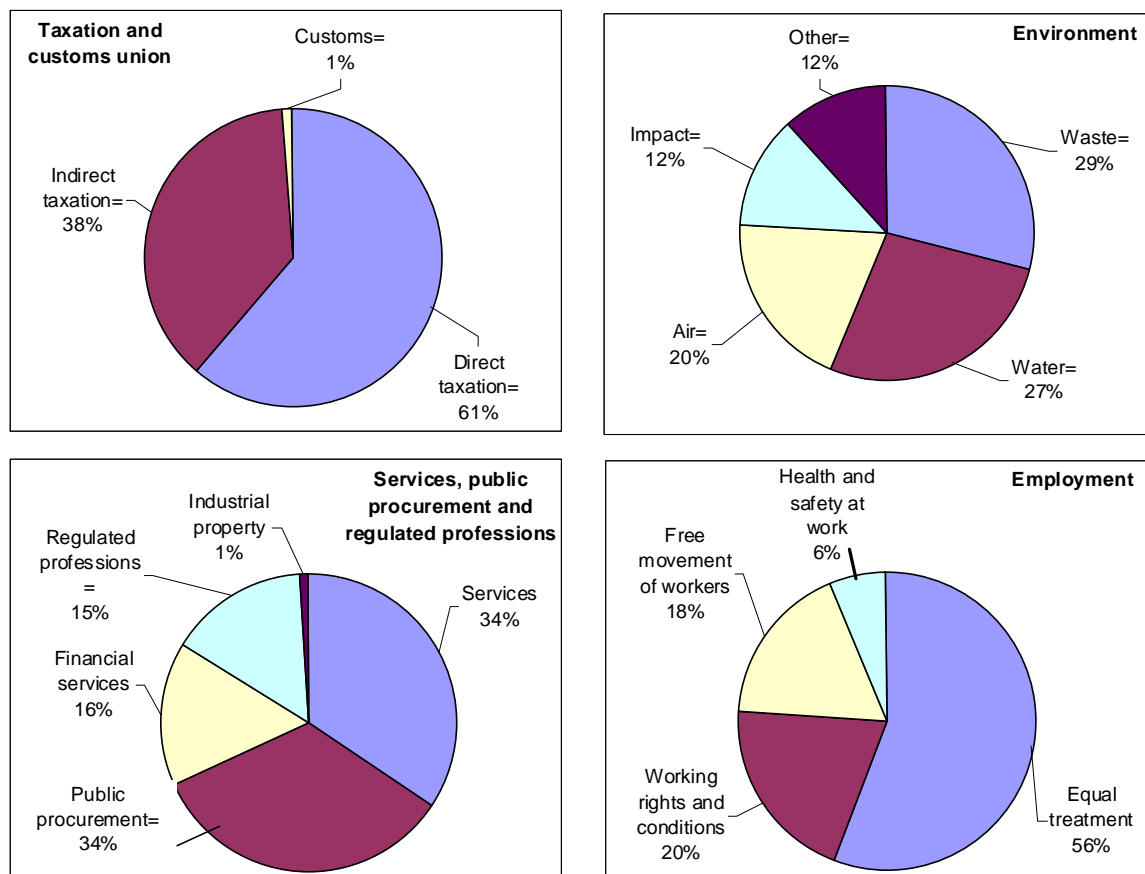 Taxation and
customs union
Customs=
1%
Indirect
taxation=
38%
Direct
taxation=
61%
Environment
Other=
12%
Impact=
12%
Waste=
29%
Air=
20%
Water=
27%
Services, public
procurement and
regulated professions
Industrial
property
1%
Regulated
professions
=
15%
Services
34%
Financial
services
16%
Public
procurement=
34%
Employment
Health and
safety at
work
6%
Free
movement
of workers
18%
Working
rights and
conditions
20%
Equal
treatment
56%